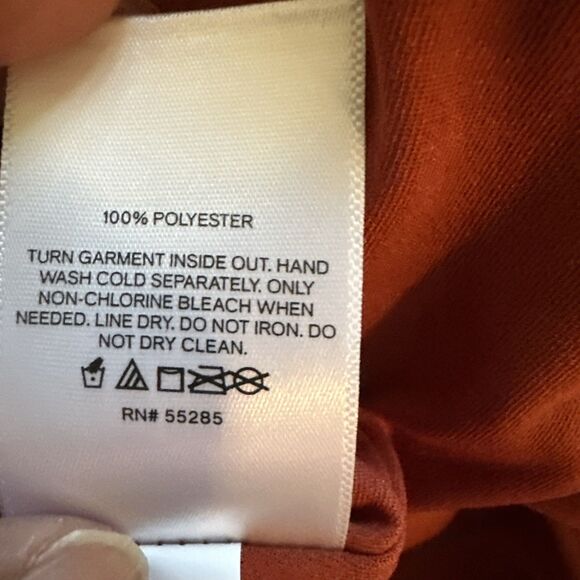 100% POLYESTER
TURN GARMENT INSIDE OUT. HAND
WASH COLD SEPARATELY. ONLY
NON-CHLORINE BLEACH WHEN
NEEDED. LINE DRY. DO NOT IRON. DO
NOT DRY CLEAN.
RN# 55285